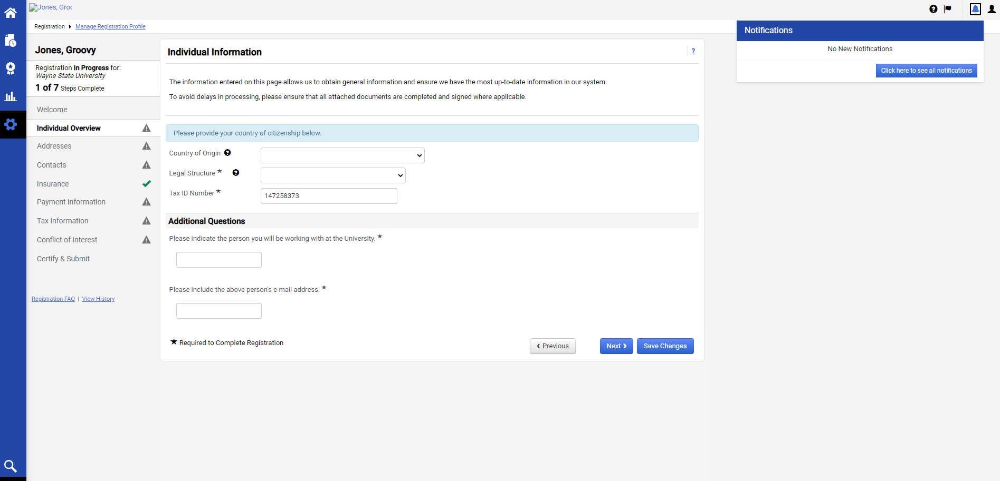 Jones, Groo
Registration Manage Registration Profile
Notifications
No New Notifications
Click here to see all notifications
Jones, Groovy
Registration In Progress for:
Wayne State University
1 of 7 Steps Complete
Welcome
Individual Overview
Addresses
Contacts
Insurance
Payment Information
Tax Information
Conflict of Interest
Certify & Submit
Registration FAQ | View History
Individual Information
?
The information entered on this page allows us to obtain general information and ensure we have the most up-to-date information in our system.
To avoid delays in processing, please ensure that all attached documents are completed and signed where applicable.
Please provide your country of citizenship below.
Country of Origin ?
Legal Structure ★ ?
Tax ID Number ★ 147258373
Additional Questions
Please indicate the person you will be working with at the University. ★
Please include the above person's e-mail address. ★
★ Required to Complete Registration
‹ Previous
Next ›
Save Changes